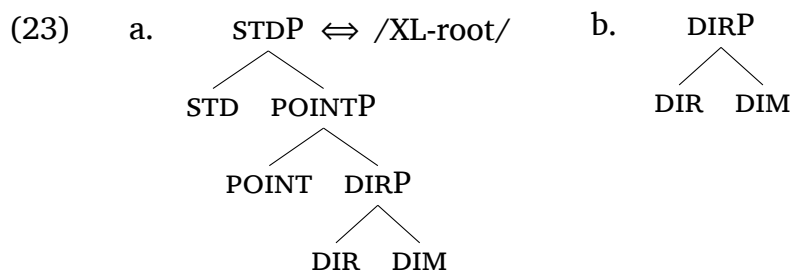 (23) a. STDP ⇔ /XL-root/ b. DIRP
STD POINTP DIR DIM
POINT DIRP
DIR DIM